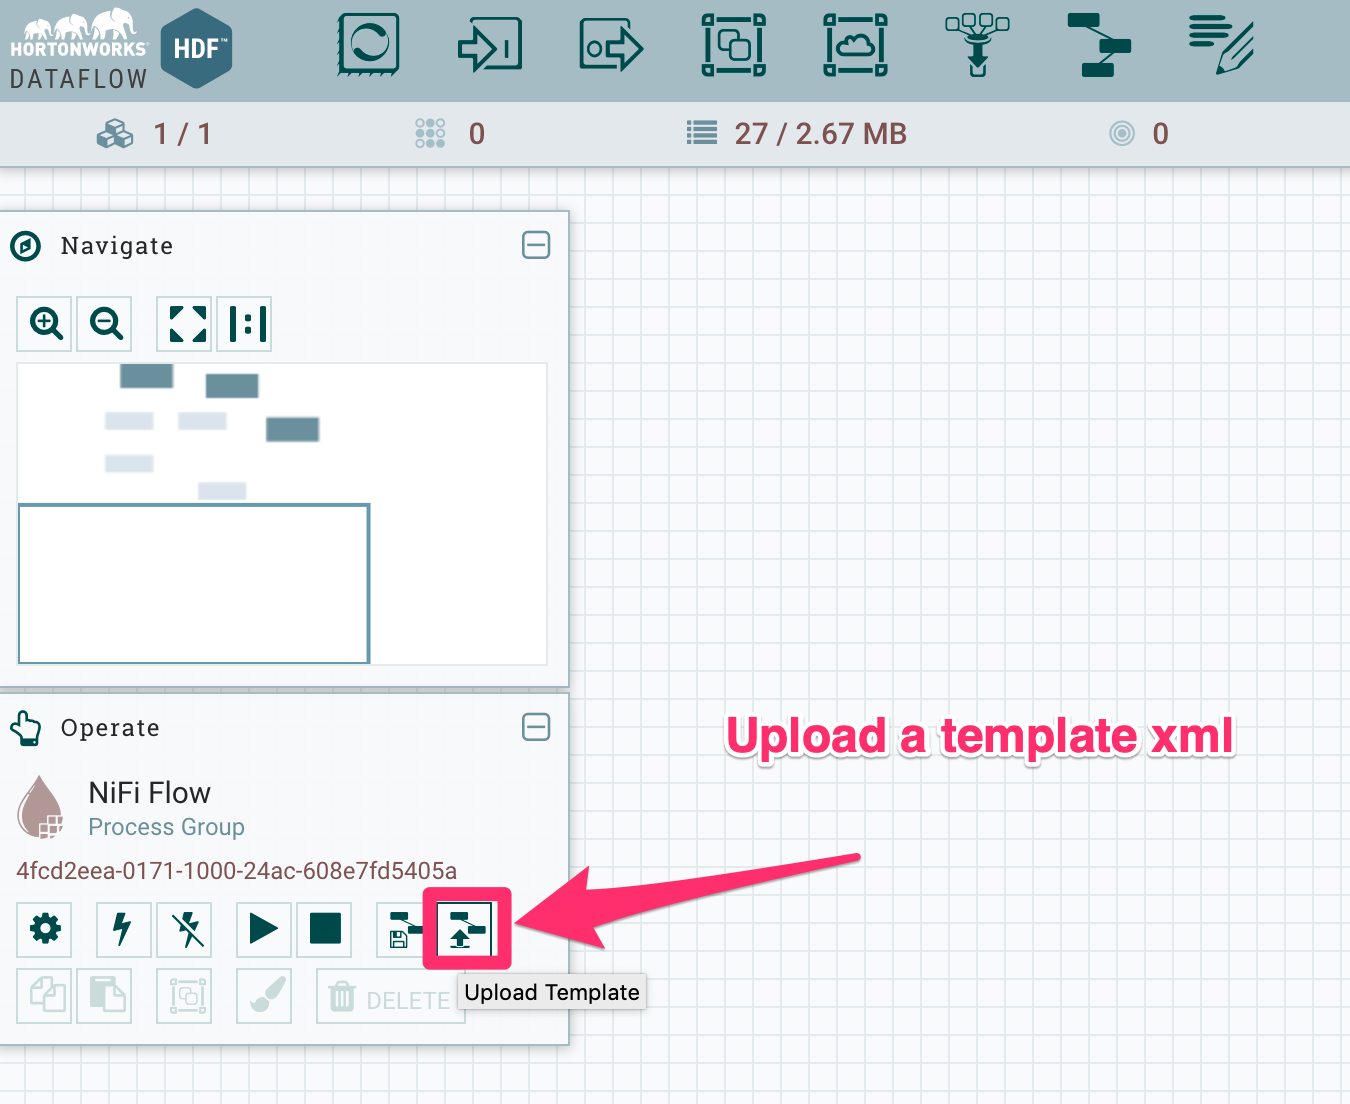 HORTONWORKS
DATAFLOW
HDF™
1 / 1
0
27 / 2.67 MB
0
Navigate
Operate
NiFi Flow
Process Group
4fcd2eea-0171-1000-24ac-608e7fd5405a
DELETE
Upload Template
Upload a template xml